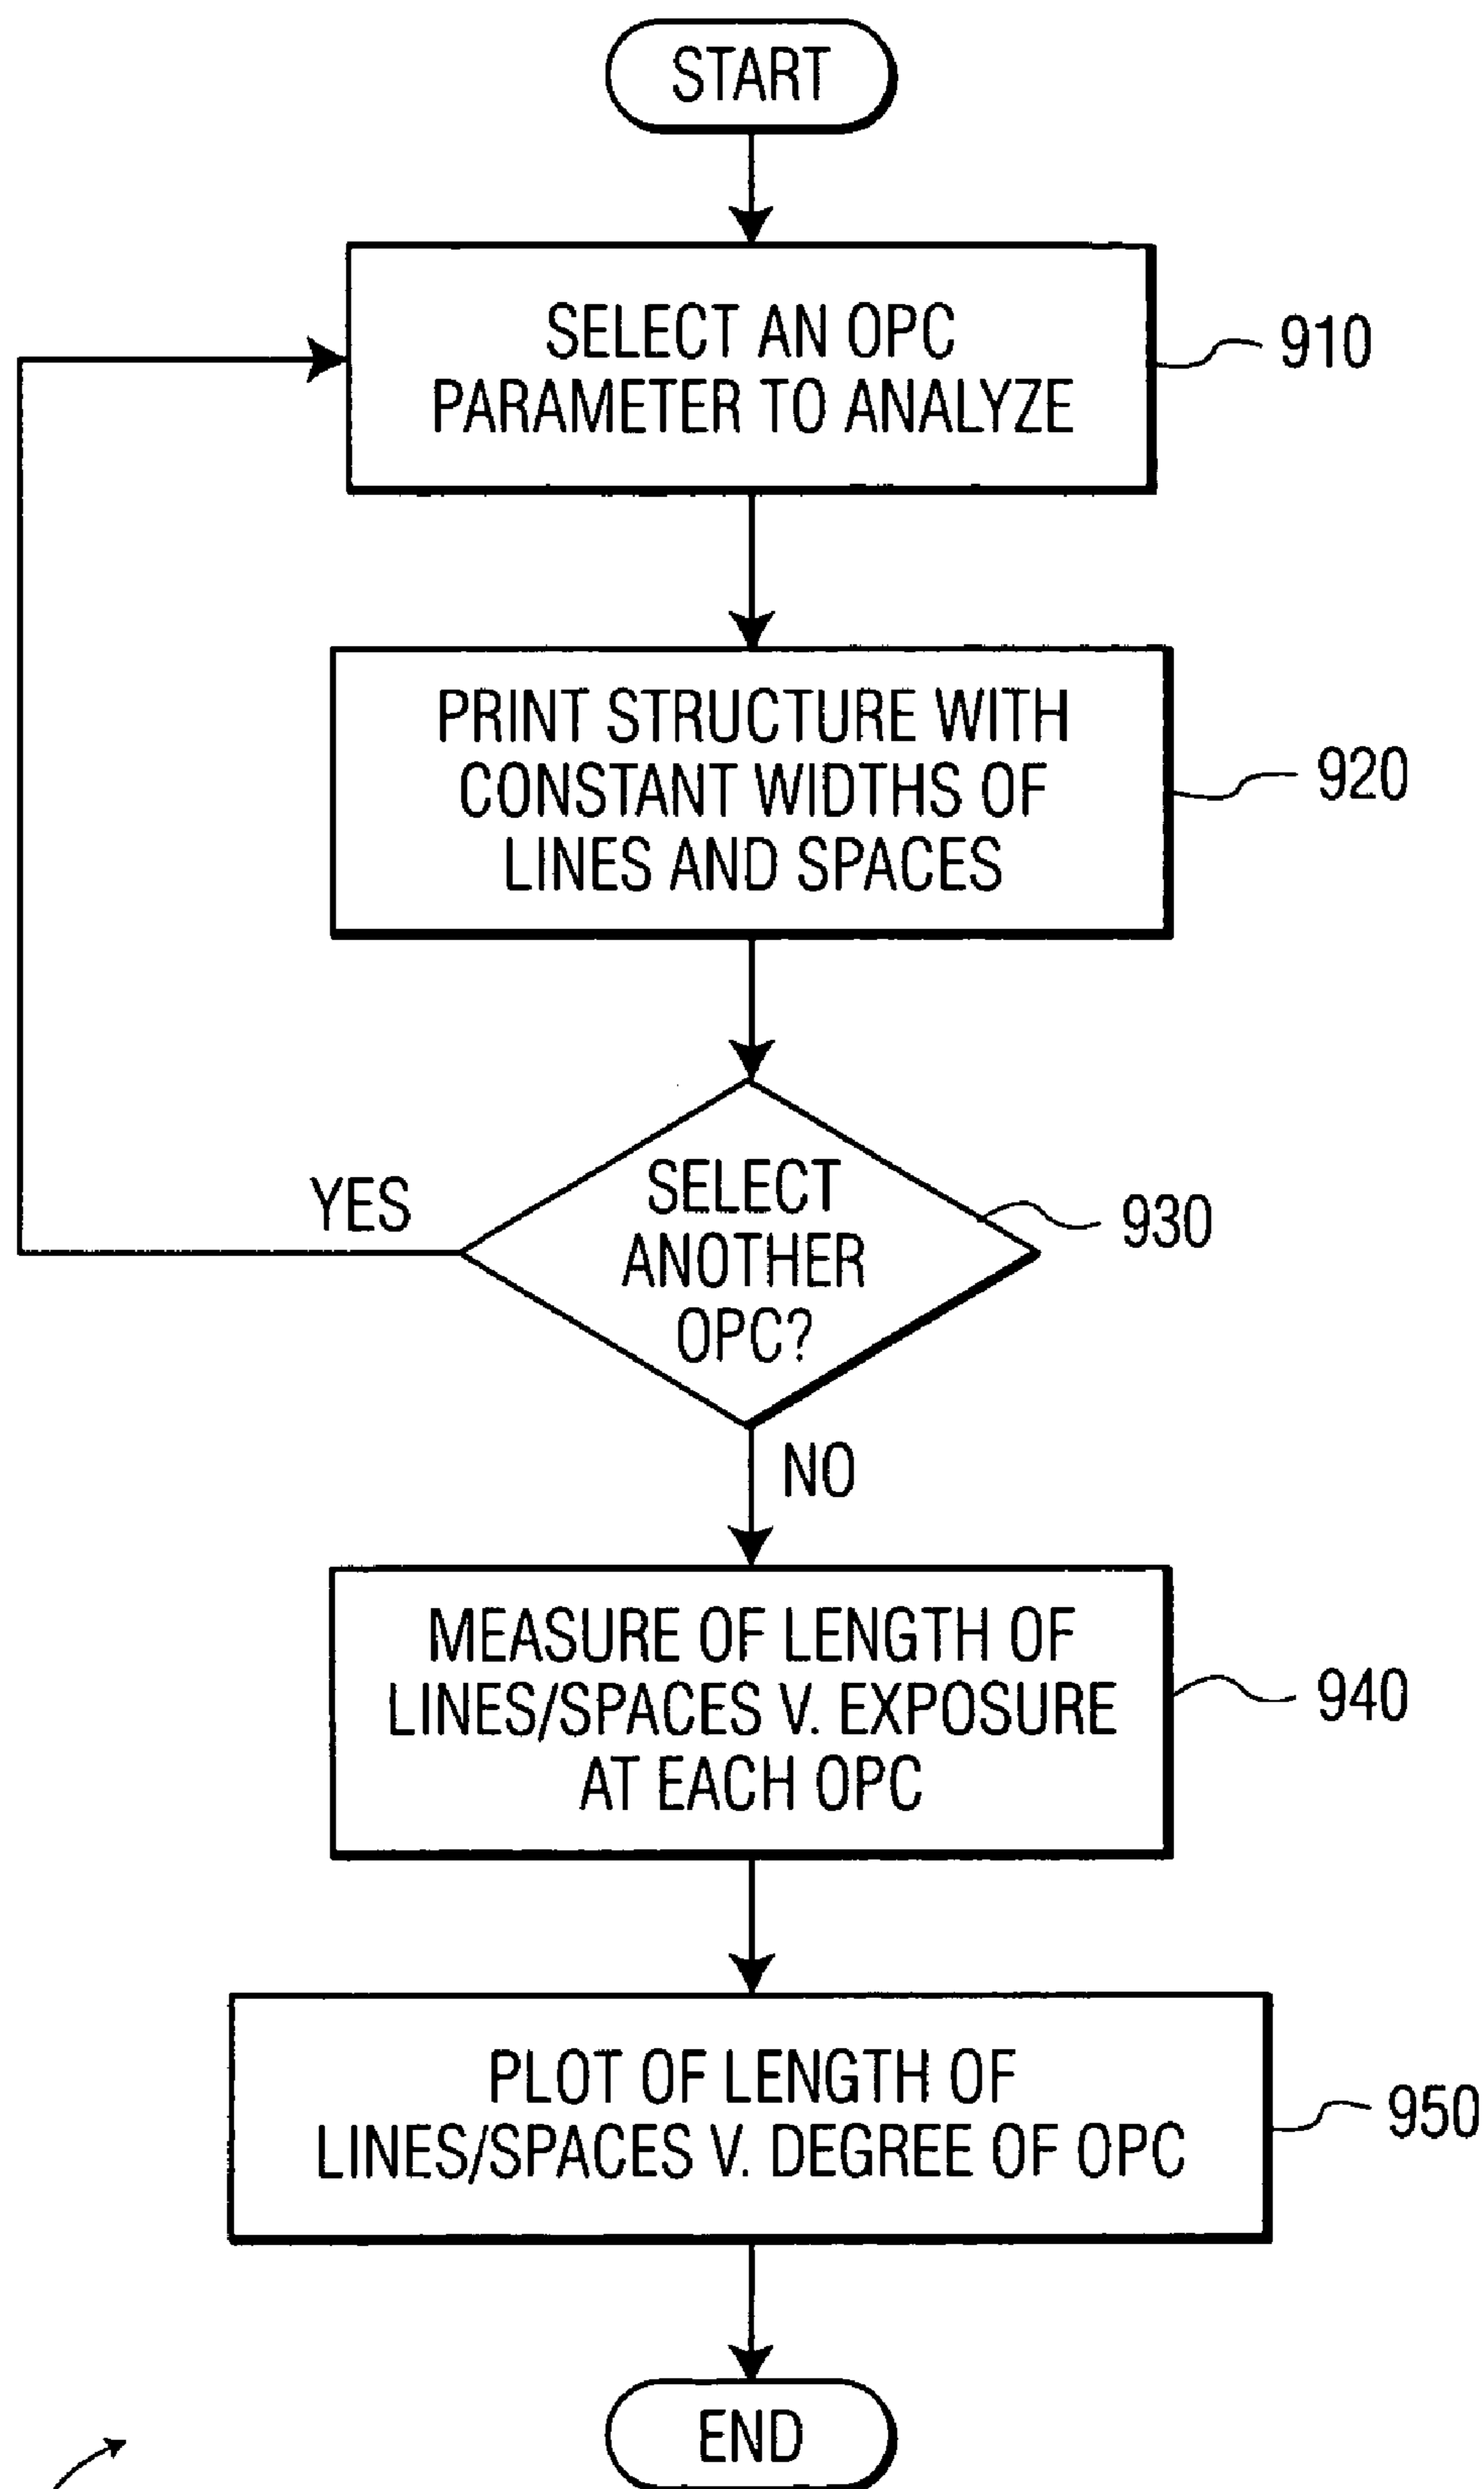 START
SELECT AN OPC
PARAMETER TO ANALYZE
910
PRINT STRUCTURE WITH
CONSTANT WIDTHS OF
LINES AND SPACES
920
YES
SELECT
ANOTHER
OPC?
930
NO
MEASURE OF LENGTH OF
LINES/SPACES V. EXPOSURE
AT EACH OPC
940
PLOT OF LENGTH OF
LINES/SPACES V. DEGREE OF OPC
950
END